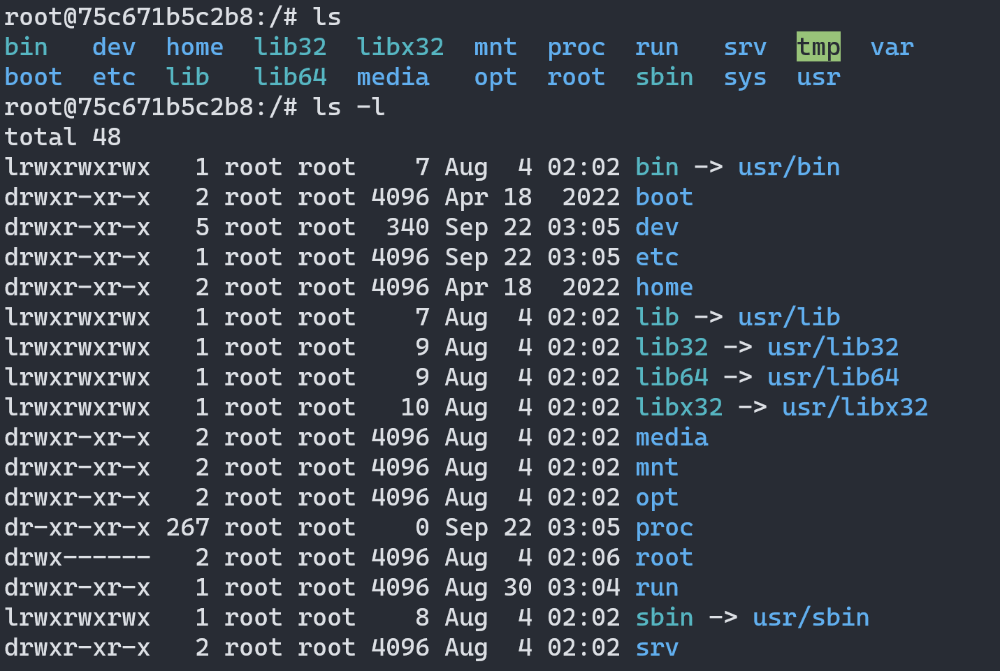 root@75c671b5c2b8:/# ls
bin   dev  home  lib32  libx32  mnt  proc  run   srv  tmp  var
boot  etc  lib   lib64  media   opt  root  sbin  sys  usr
root@75c671b5c2b8:/# ls -l
total 48
lrwxrwxrwx   1 root root    7 Aug  4 02:02 bin -> usr/bin
drwxr-xr-x   2 root root 4096 Apr 18  2022 boot
drwxr-xr-x   5 root root  340 Sep 22 03:05 dev
drwxr-xr-x   1 root root 4096 Sep 22 03:05 etc
drwxr-xr-x   2 root root 4096 Apr 18  2022 home
lrwxrwxrwx   1 root root    7 Aug  4 02:02 lib -> usr/lib
lrwxrwxrwx   1 root root    9 Aug  4 02:02 lib32 -> usr/lib32
lrwxrwxrwx   1 root root    9 Aug  4 02:02 lib64 -> usr/lib64
lrwxrwxrwx   1 root root   10 Aug  4 02:02 libx32 -> usr/libx32
drwxr-xr-x   2 root root 4096 Aug  4 02:02 media
drwxr-xr-x   2 root root 4096 Aug  4 02:02 mnt
drwxr-xr-x   2 root root 4096 Aug  4 02:02 opt
dr-xr-xr-x 267 root root    0 Sep 22 03:05 proc
drwx------   2 root root 4096 Aug  4 02:06 root
drwxr-xr-x   1 root root 4096 Aug 30 03:04 run
lrwxrwxrwx   1 root root    8 Aug  4 02:02 sbin -> usr/sbin
drwxr-xr-x   2 root root 4096 Aug  4 02:02 srv